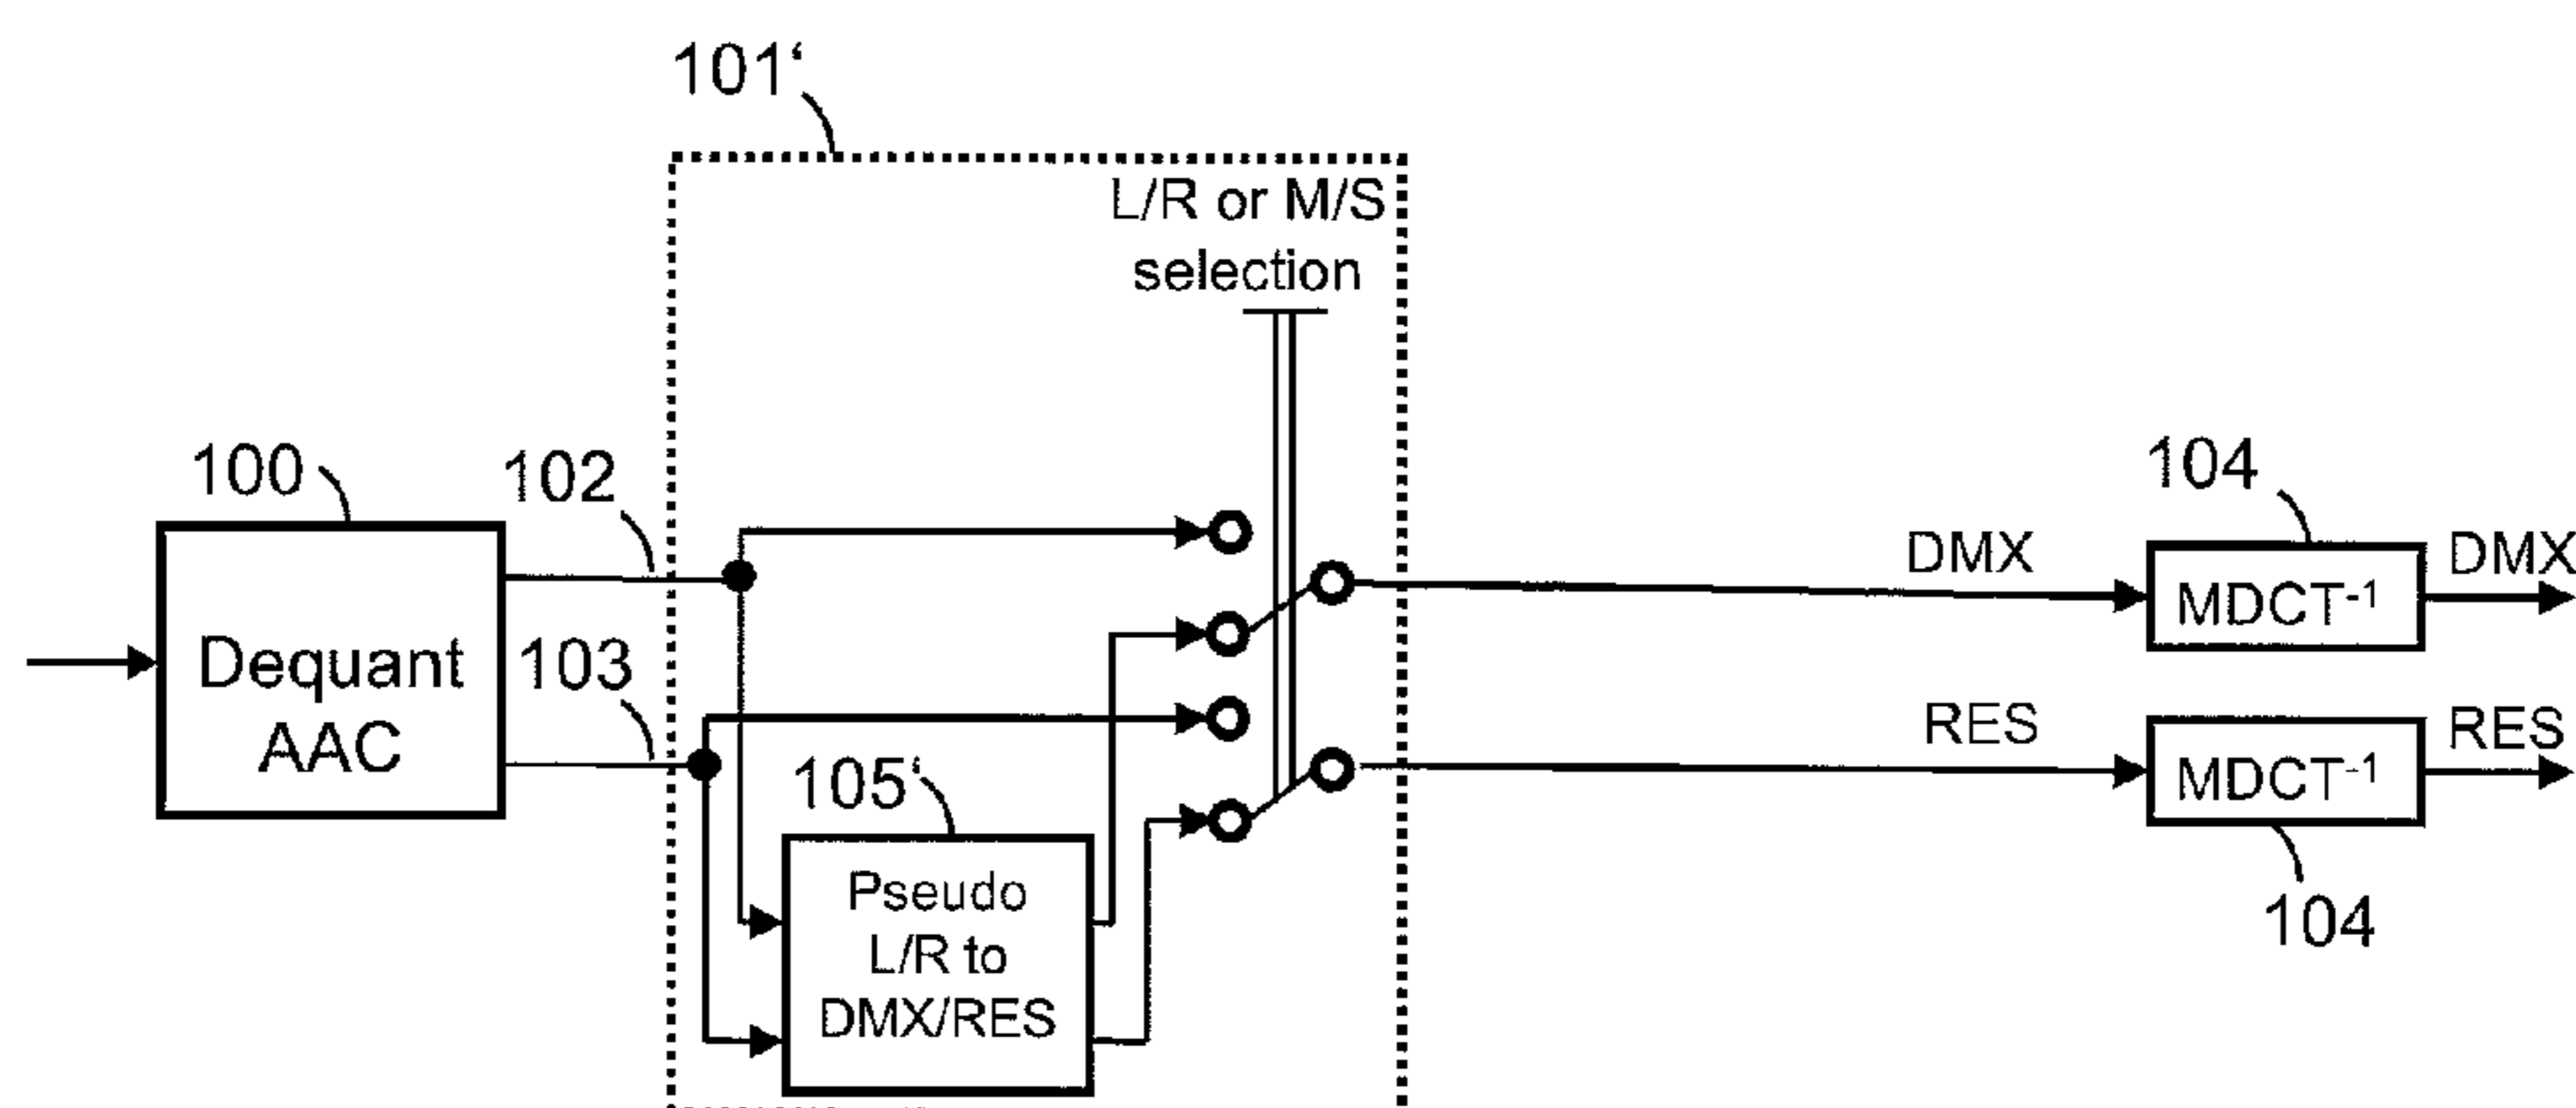 101‘
L/R or M/S
selection
100
102
104
DMX
MDCT-1
DMX
Dequant
AAC
103
RES
MDCT-1
RES
105‘
Pseudo
L/R to
DMX/RES
104